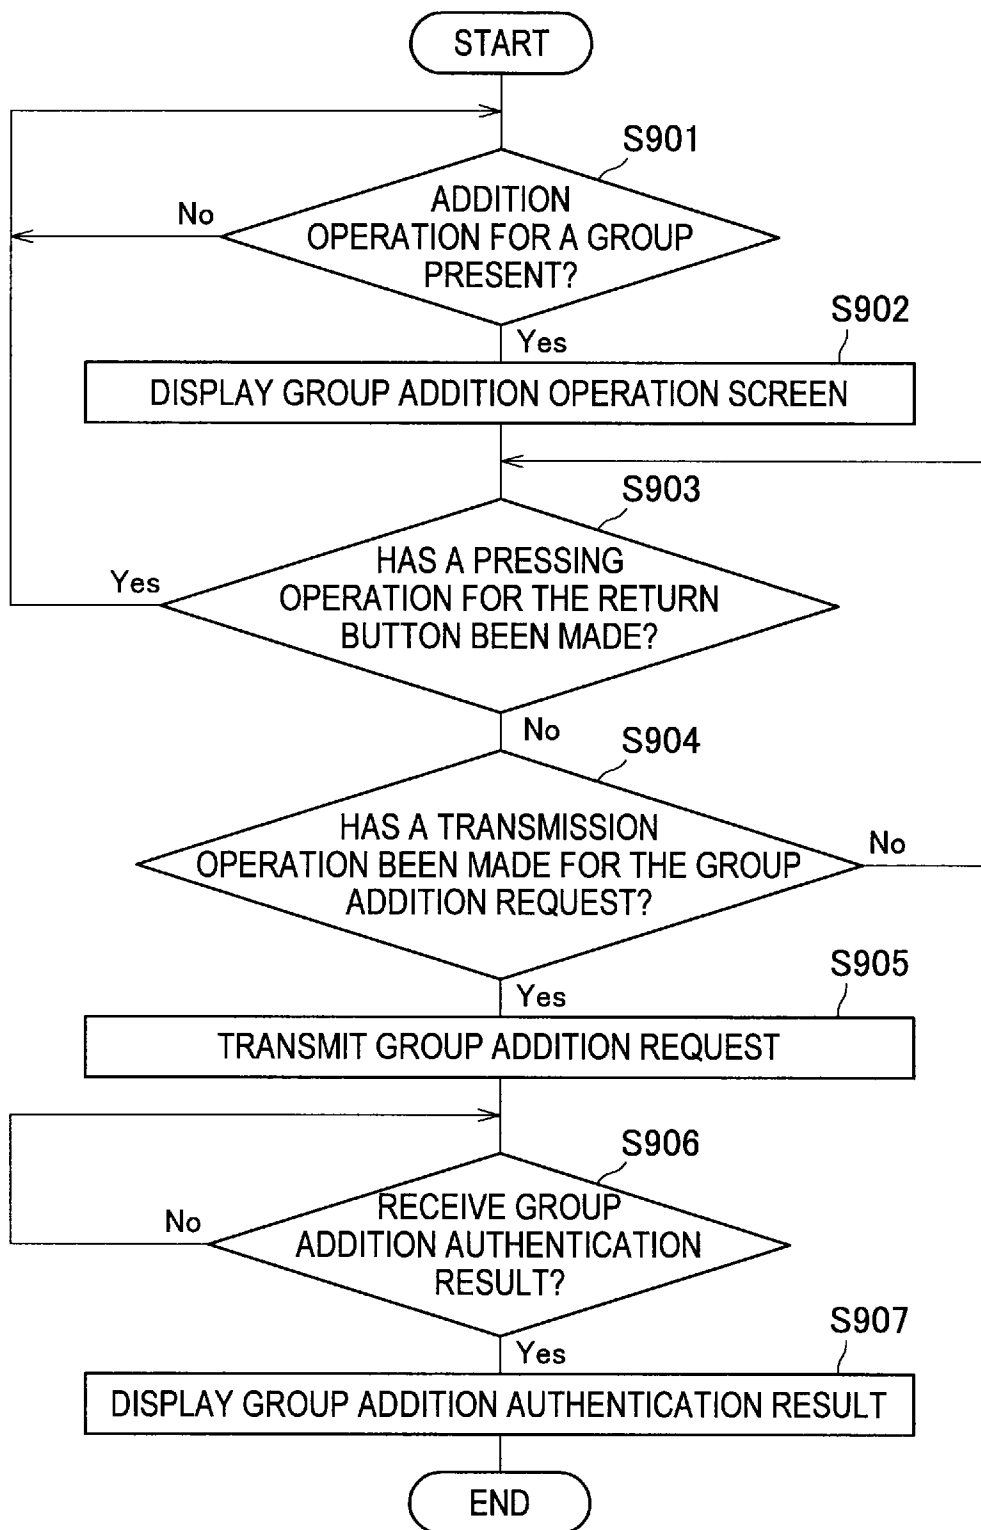 START
S901
ADDITION
OPERATION FOR A GROUP
PRESENT?
No
Yes
S902
DISPLAY GROUP ADDITION OPERATION SCREEN
S903
HAS A PRESSING
OPERATION FOR THE RETURN
BUTTON BEEN MADE?
Yes
No
S904
HAS A TRANSMISSION
OPERATION BEEN MADE FOR THE GROUP
ADDITION REQUEST?
No
Yes
S905
TRANSMIT GROUP ADDITION REQUEST
S906
RECEIVE GROUP
ADDITION AUTHENTICATION
RESULT?
No
Yes
S907
DISPLAY GROUP ADDITION AUTHENTICATION RESULT
END